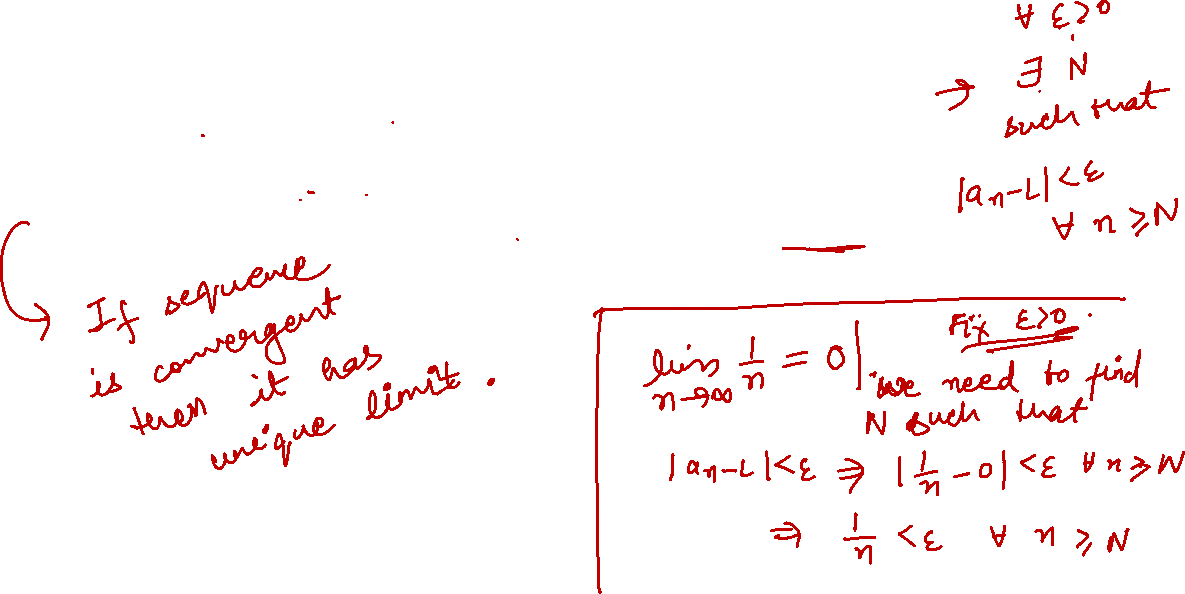 ∀ ε>0
→ ∃ N
such that
|aₙ-L|<ε
∀ n ≥ N
If sequence
is convergent
then it has
unique limit.
lim n→∞ 1/n = 0
Fix ε>0.
we need to find
N such that
|aₙ-L|<ε ⇒ |1/n - 0|<ε ∀ n ≥ N
⇒ 1/n <ε ∀ n ≥ N